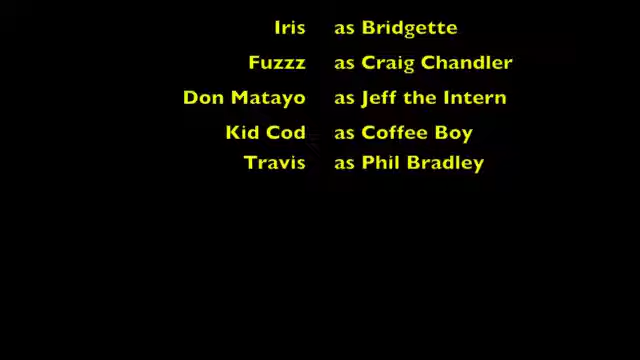 Iris as Bridgette
Fuzzz as Craig Chandler
Don Matayo as Jeff the Intern
Kid Cod as Coffee Boy
Travis as Phil Bradley